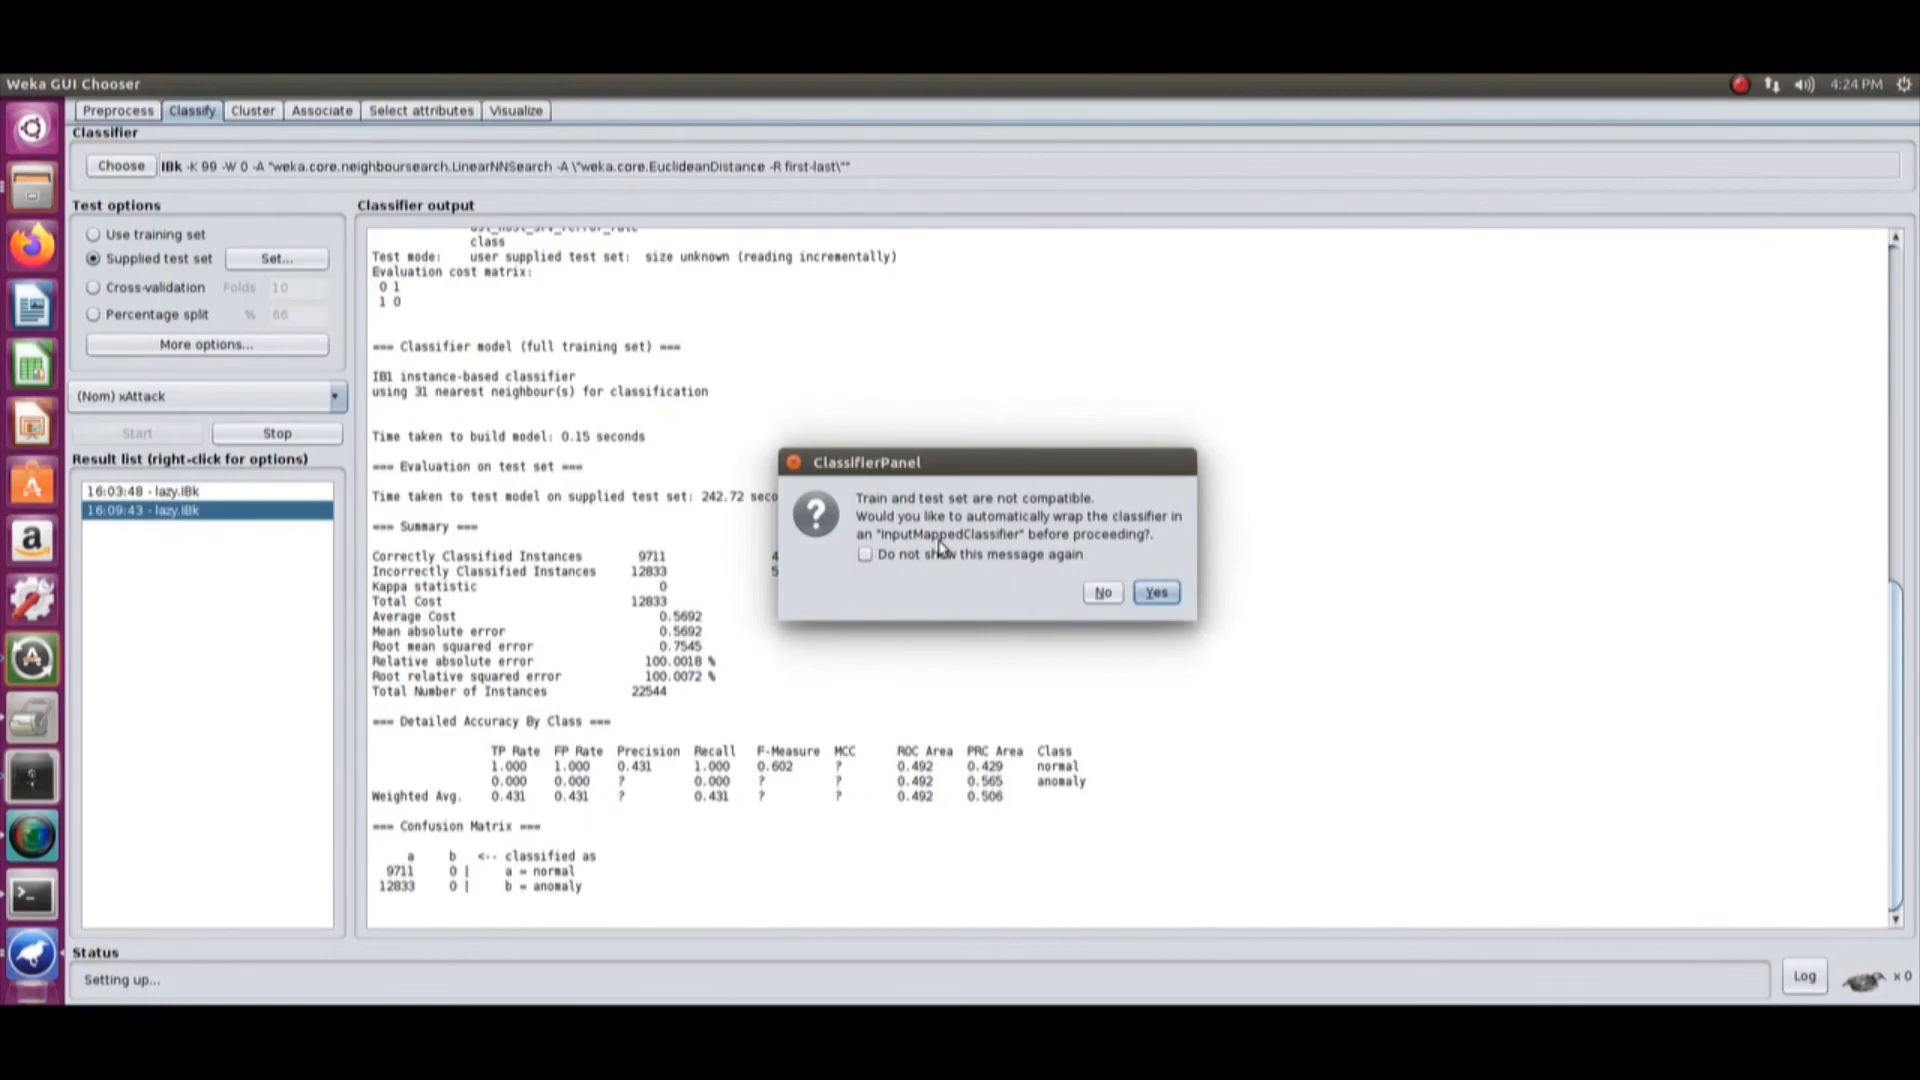 Weka GUI Chooser
4:24 PM
Preprocess Classify Cluster Associate Select attributes Visualize
Classifier
Choose IBk -K 99 -W 0 -A "weka.core.neighboursearch.LinearNNSearch -A \"weka.core.EuclideanDistance -R first-last\""
Test options
Use training set
Supplied test set Set...
Cross-validation Folds 10
Percentage split % 66
More options...
(Nom) xAttack
Start Stop
Result list (right-click for options)
16:03:48 - lazy.IBk
16:09:43 - lazy.IBk
Classifier output
class
Test mode: user supplied test set: size unknown (reading incrementally)
Evaluation cost matrix:
0 1
1 0
=== Classifier model (full training set) ===
IB1 instance-based classifier
using 31 nearest neighbour(s) for classification
Time taken to build model: 0.15 seconds
=== Evaluation on test set ===
Time taken to test model on supplied test set: 242.72 seco
=== Summary ===
Correctly Classified Instances 9711 4
Incorrectly Classified Instances 12833 5
Kappa statistic 0
Total Cost 12833
Average Cost 0.5692
Mean absolute error 0.5692
Root mean squared error 0.7545
Relative absolute error 100.0018 %
Root relative squared error 100.0072 %
Total Number of Instances 22544
=== Detailed Accuracy By Class ===
TP Rate FP Rate Precision Recall F-Measure MCC ROC Area PRC Area Class
1.000 1.000 0.431 1.000 0.602 ? 0.492 0.429 normal
0.000 0.000 ? 0.000 ? ? 0.492 0.565 anomaly
Weighted Avg. 0.431 0.431 ? 0.431 ? ? 0.492 0.506
=== Confusion Matrix ===
a b <-- classified as
9711 0 | a = normal
12833 0 | b = anomaly
ClassifierPanel
Train and test set are not compatible.
Would you like to automatically wrap the classifier in
an "InputMappedClassifier" before proceeding?.
Do not show this message again
No Yes
Status
Setting up...
Log x 0